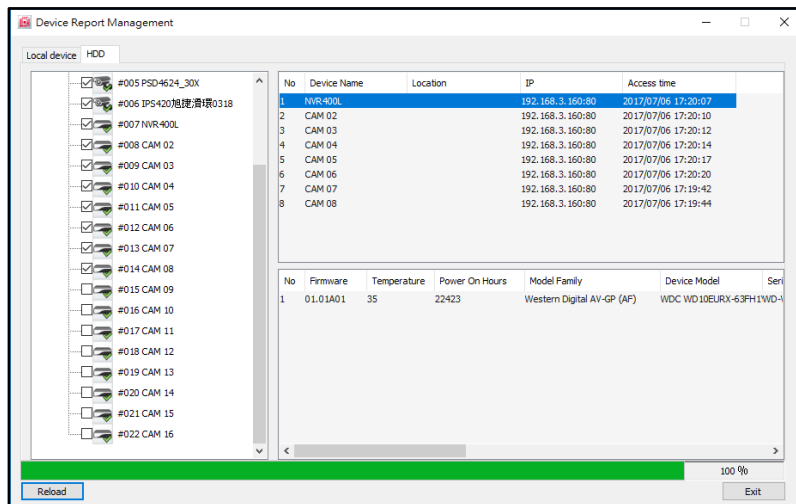 Device Report Management
Local device HDD
#005 PSD4624_30X
#006 IPS420旭捷滑環0318
#007 NVR400L
#008 CAM 02
#009 CAM 03
#010 CAM 04
#011 CAM 05
#012 CAM 06
#013 CAM 07
#014 CAM 08
#015 CAM 09
#016 CAM 10
#017 CAM 11
#018 CAM 12
#019 CAM 13
#020 CAM 14
#021 CAM 15
#022 CAM 16
No Device Name Location IP Access time
1 NVR400L 192.168.3.160:80 2017/07/06 17:20:07
2 CAM 02 192.168.3.160:80 2017/07/06 17:20:10
3 CAM 03 192.168.3.160:80 2017/07/06 17:20:12
4 CAM 04 192.168.3.160:80 2017/07/06 17:20:14
5 CAM 05 192.168.3.160:80 2017/07/06 17:20:17
6 CAM 06 192.168.3.160:80 2017/07/06 17:20:20
7 CAM 07 192.168.3.160:80 2017/07/06 17:19:42
8 CAM 08 192.168.3.160:80 2017/07/06 17:19:44
No Firmware Temperature Power On Hours Model Family Device Model Seri
1 01.01A01 35 22423 Western Digital AV-GP (AF) WDC WD10EURX-63FH1 WD-
100 %
Reload Exit